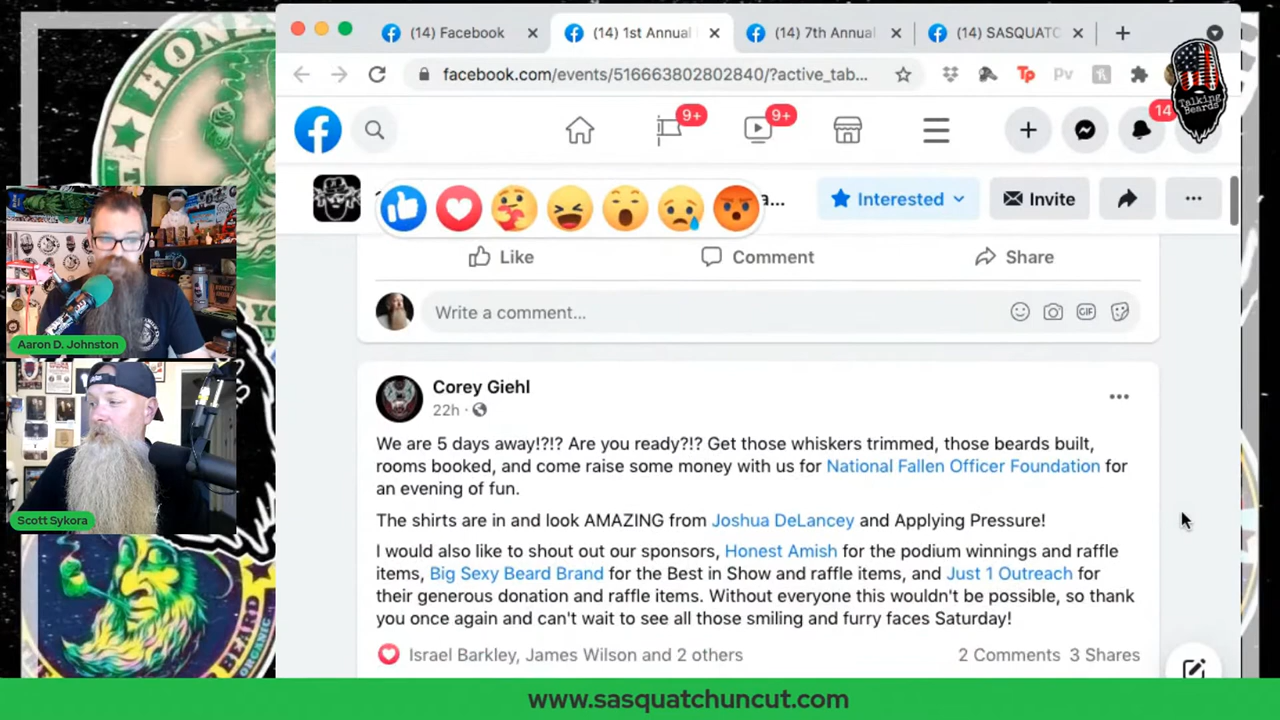 (14) Facebook
(14) 1st Annual
(14) 7th Annual
(14) SASQUATC
facebook.com/events/516663802802840/?active_tab...
Tp
Pv
Talking
Beards
9+
9+
14
a...
Interested
Invite
Like
Comment
Share
Write a comment...
GIF
Corey Giehl
22h ·
We are 5 days away!?!? Are you ready?!? Get those whiskers trimmed, those beards built,
rooms booked, and come raise some money with us for National Fallen Officer Foundation for
an evening of fun.
The shirts are in and look AMAZING from Joshua DeLancey and Applying Pressure!
I would also like to shout out our sponsors, Honest Amish for the podium winnings and raffle
items, Big Sexy Beard Brand for the Best in Show and raffle items, and Just 1 Outreach for
their generous donation and raffle items. Without everyone this wouldn't be possible, so thank
you once again and can't wait to see all those smiling and furry faces Saturday!
Israel Barkley, James Wilson and 2 others
2 Comments 3 Shares
Aaron D. Johnston
Scott Sykora
BEARD
ORGANIC
www.sasquatchuncut.com